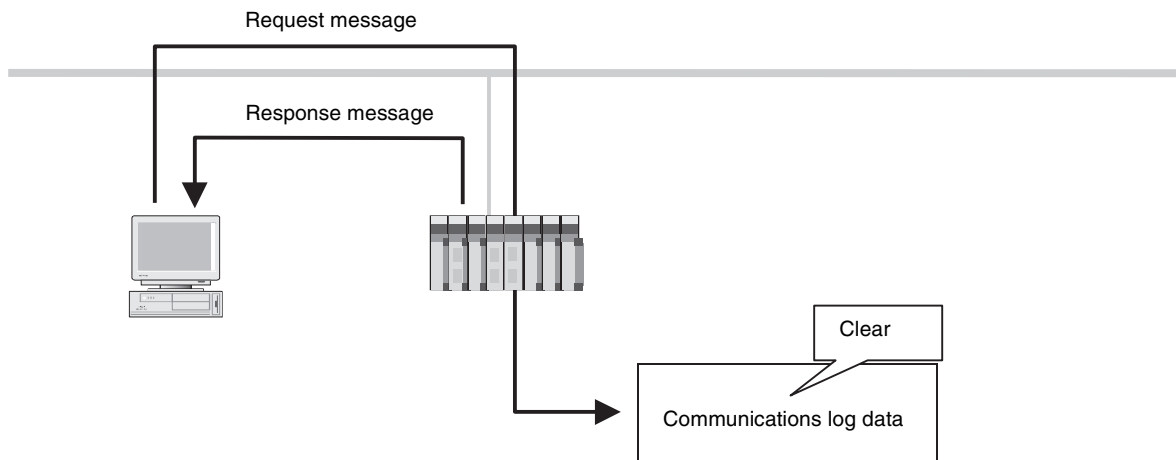 Request message
Response message
Clear
Communications log data